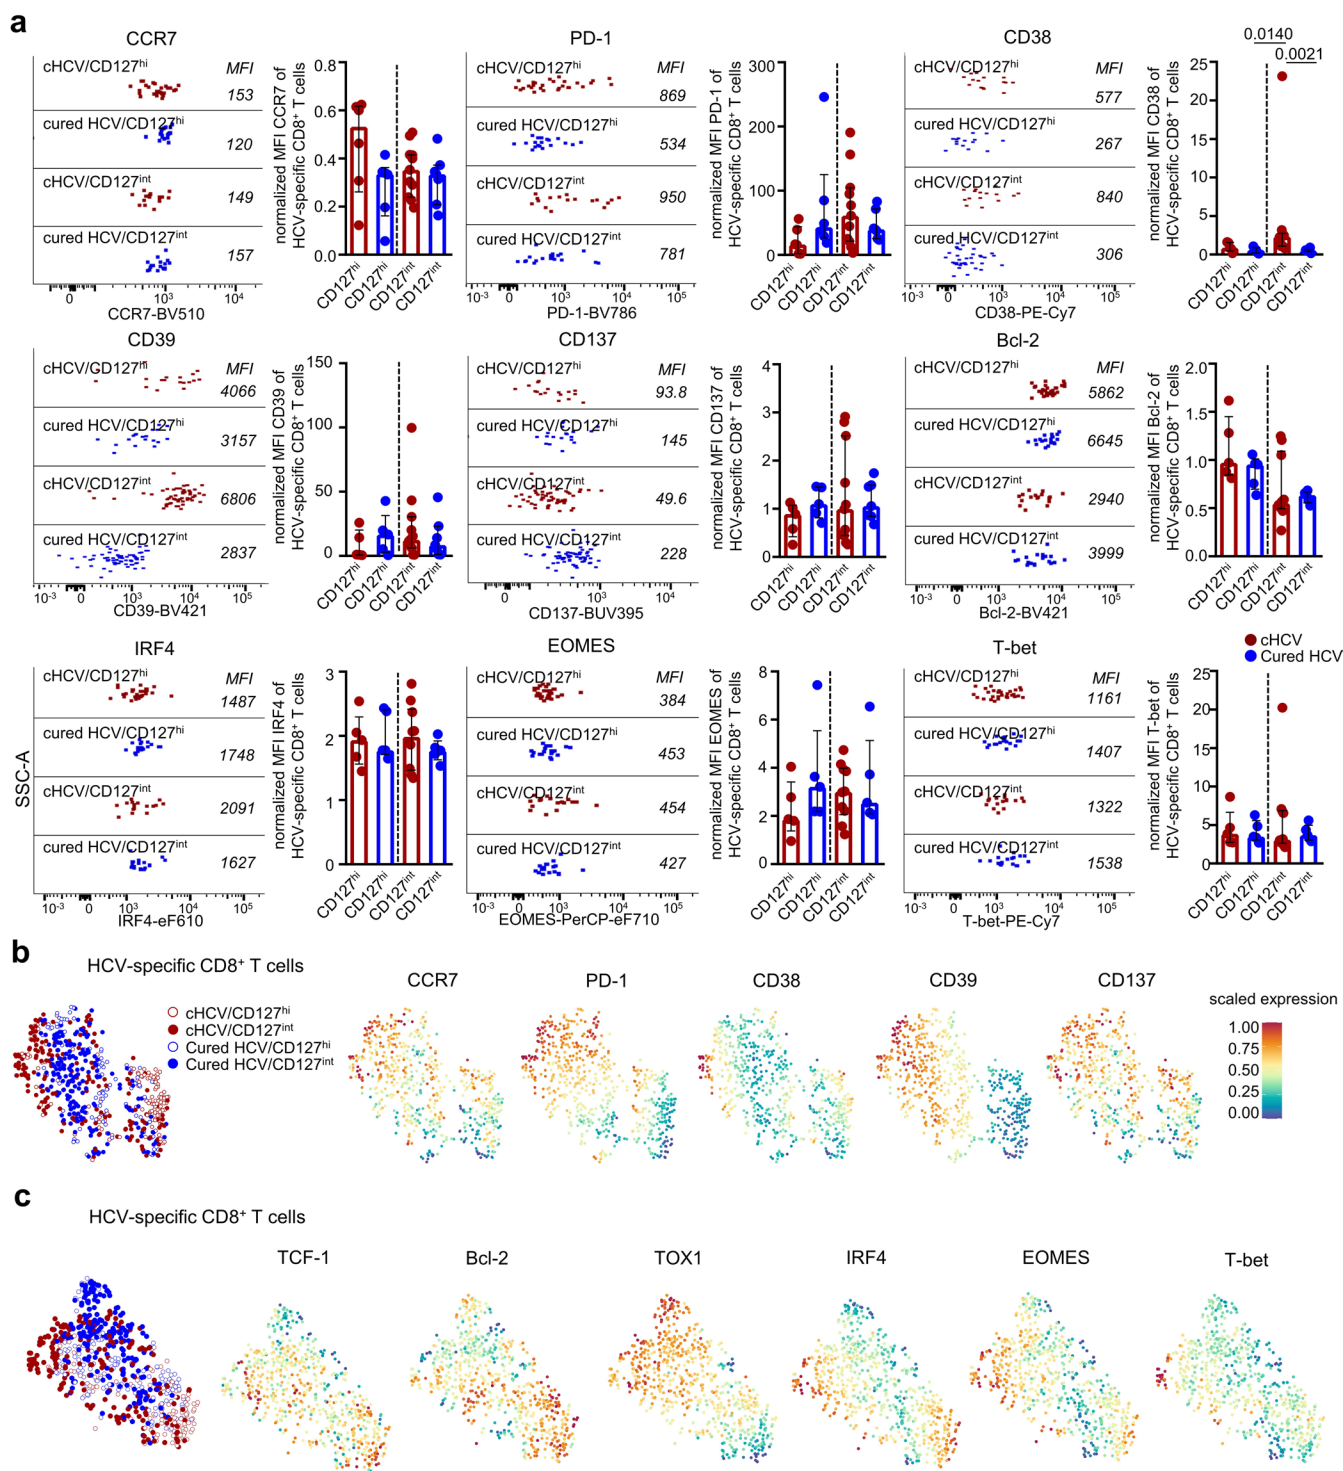 a
CCR7
cHCV/CD127hi
MFI
153
cured HCV/CD127hi
120
cHCV/CD127int
149
cured HCV/CD127int
157
0
10³
10⁴
CCR7-BV510
normalized MFI CCR7 of
HCV-specific CD8⁺ T cells
0.8
0.6
0.4
0.2
0.0
CD127hi
CD127hi
CD127int
CD127int
PD-1
cHCV/CD127hi
MFI
869
cured HCV/CD127hi
534
cHCV/CD127int
950
cured HCV/CD127int
781
-10⁻³
0
10³
10⁴
10⁵
PD-1-BV786
normalized MFI PD-1 of
HCV-specific CD8⁺ T cells
300
200
100
0
CD127hi
CD127hi
CD127int
CD127int
CD38
cHCV/CD127hi
MFI
577
cured HCV/CD127hi
267
cHCV/CD127int
840
cured HCV/CD127int
306
-10⁻³
0
10³
10⁴
10⁵
CD38-PE-Cy7
normalized MFI CD38 of
HCV-specific CD8⁺ T cells
0.0140
0.0021
25
20
15
10
5
0
CD127hi
CD127hi
CD127int
CD127int
CD39
cHCV/CD127hi
MFI
4066
cured HCV/CD127hi
3157
cHCV/CD127int
6806
cured HCV/CD127int
2837
-10⁻³
0
10³
10⁴
10⁵
CD39-BV421
normalized MFI CD39 of
HCV-specific CD8⁺ T cells
150
100
50
0
CD127hi
CD127hi
CD127int
CD127int
CD137
cHCV/CD127hi
MFI
93.8
cured HCV/CD127hi
145
cHCV/CD127int
49.6
cured HCV/CD127int
228
0
10³
10⁴
CD137-BUV395
normalized MFI CD137 of
HCV-specific CD8⁺ T cells
4
3
2
1
0
CD127hi
CD127hi
CD127int
CD127int
Bcl-2
cHCV/CD127hi
MFI
5862
cured HCV/CD127hi
6645
cHCV/CD127int
2940
cured HCV/CD127int
3999
-10⁻³
0
10³
10⁴
10⁵
Bcl-2-BV421
normalized MFI Bcl-2 of
HCV-specific CD8⁺ T cells
2.0
1.5
1.0
0.5
0.0
CD127hi
CD127hi
CD127int
CD127int
SSC-A
IRF4
cHCV/CD127hi
MFI
1487
cured HCV/CD127hi
1748
cHCV/CD127int
2091
cured HCV/CD127int
1627
-10⁻³
0
10³
10⁴
10⁵
IRF4-eF610
normalized MFI IRF4 of
HCV-specific CD8⁺ T cells
3
2
1
0
CD127hi
CD127hi
CD127int
CD127int
EOMES
cHCV/CD127hi
MFI
384
cured HCV/CD127hi
453
cHCV/CD127int
454
cured HCV/CD127int
427
-10⁻³
0
10³
10⁴
10⁵
EOMES-PerCP-eF710
normalized MFI EOMES of
HCV-specific CD8⁺ T cells
8
6
4
2
0
CD127hi
CD127hi
CD127int
CD127int
T-bet
cHCV/CD127hi
MFI
1161
cured HCV/CD127hi
1407
cHCV/CD127int
1322
cured HCV/CD127int
1538
-10⁻³
0
10³
10⁴
10⁵
T-bet-PE-Cy7
normalized MFI T-bet of
HCV-specific CD8⁺ T cells
cHCV
Cured HCV
25
20
15
10
5
0
CD127hi
CD127hi
CD127int
CD127int
b
HCV-specific CD8⁺ T cells
cHCV/CD127hi
cHCV/CD127int
Cured HCV/CD127hi
Cured HCV/CD127int
CCR7
PD-1
CD38
CD39
CD137
scaled expression
1.00
0.75
0.50
0.25
0.00
c
HCV-specific CD8⁺ T cells
TCF-1
Bcl-2
TOX1
IRF4
EOMES
T-bet